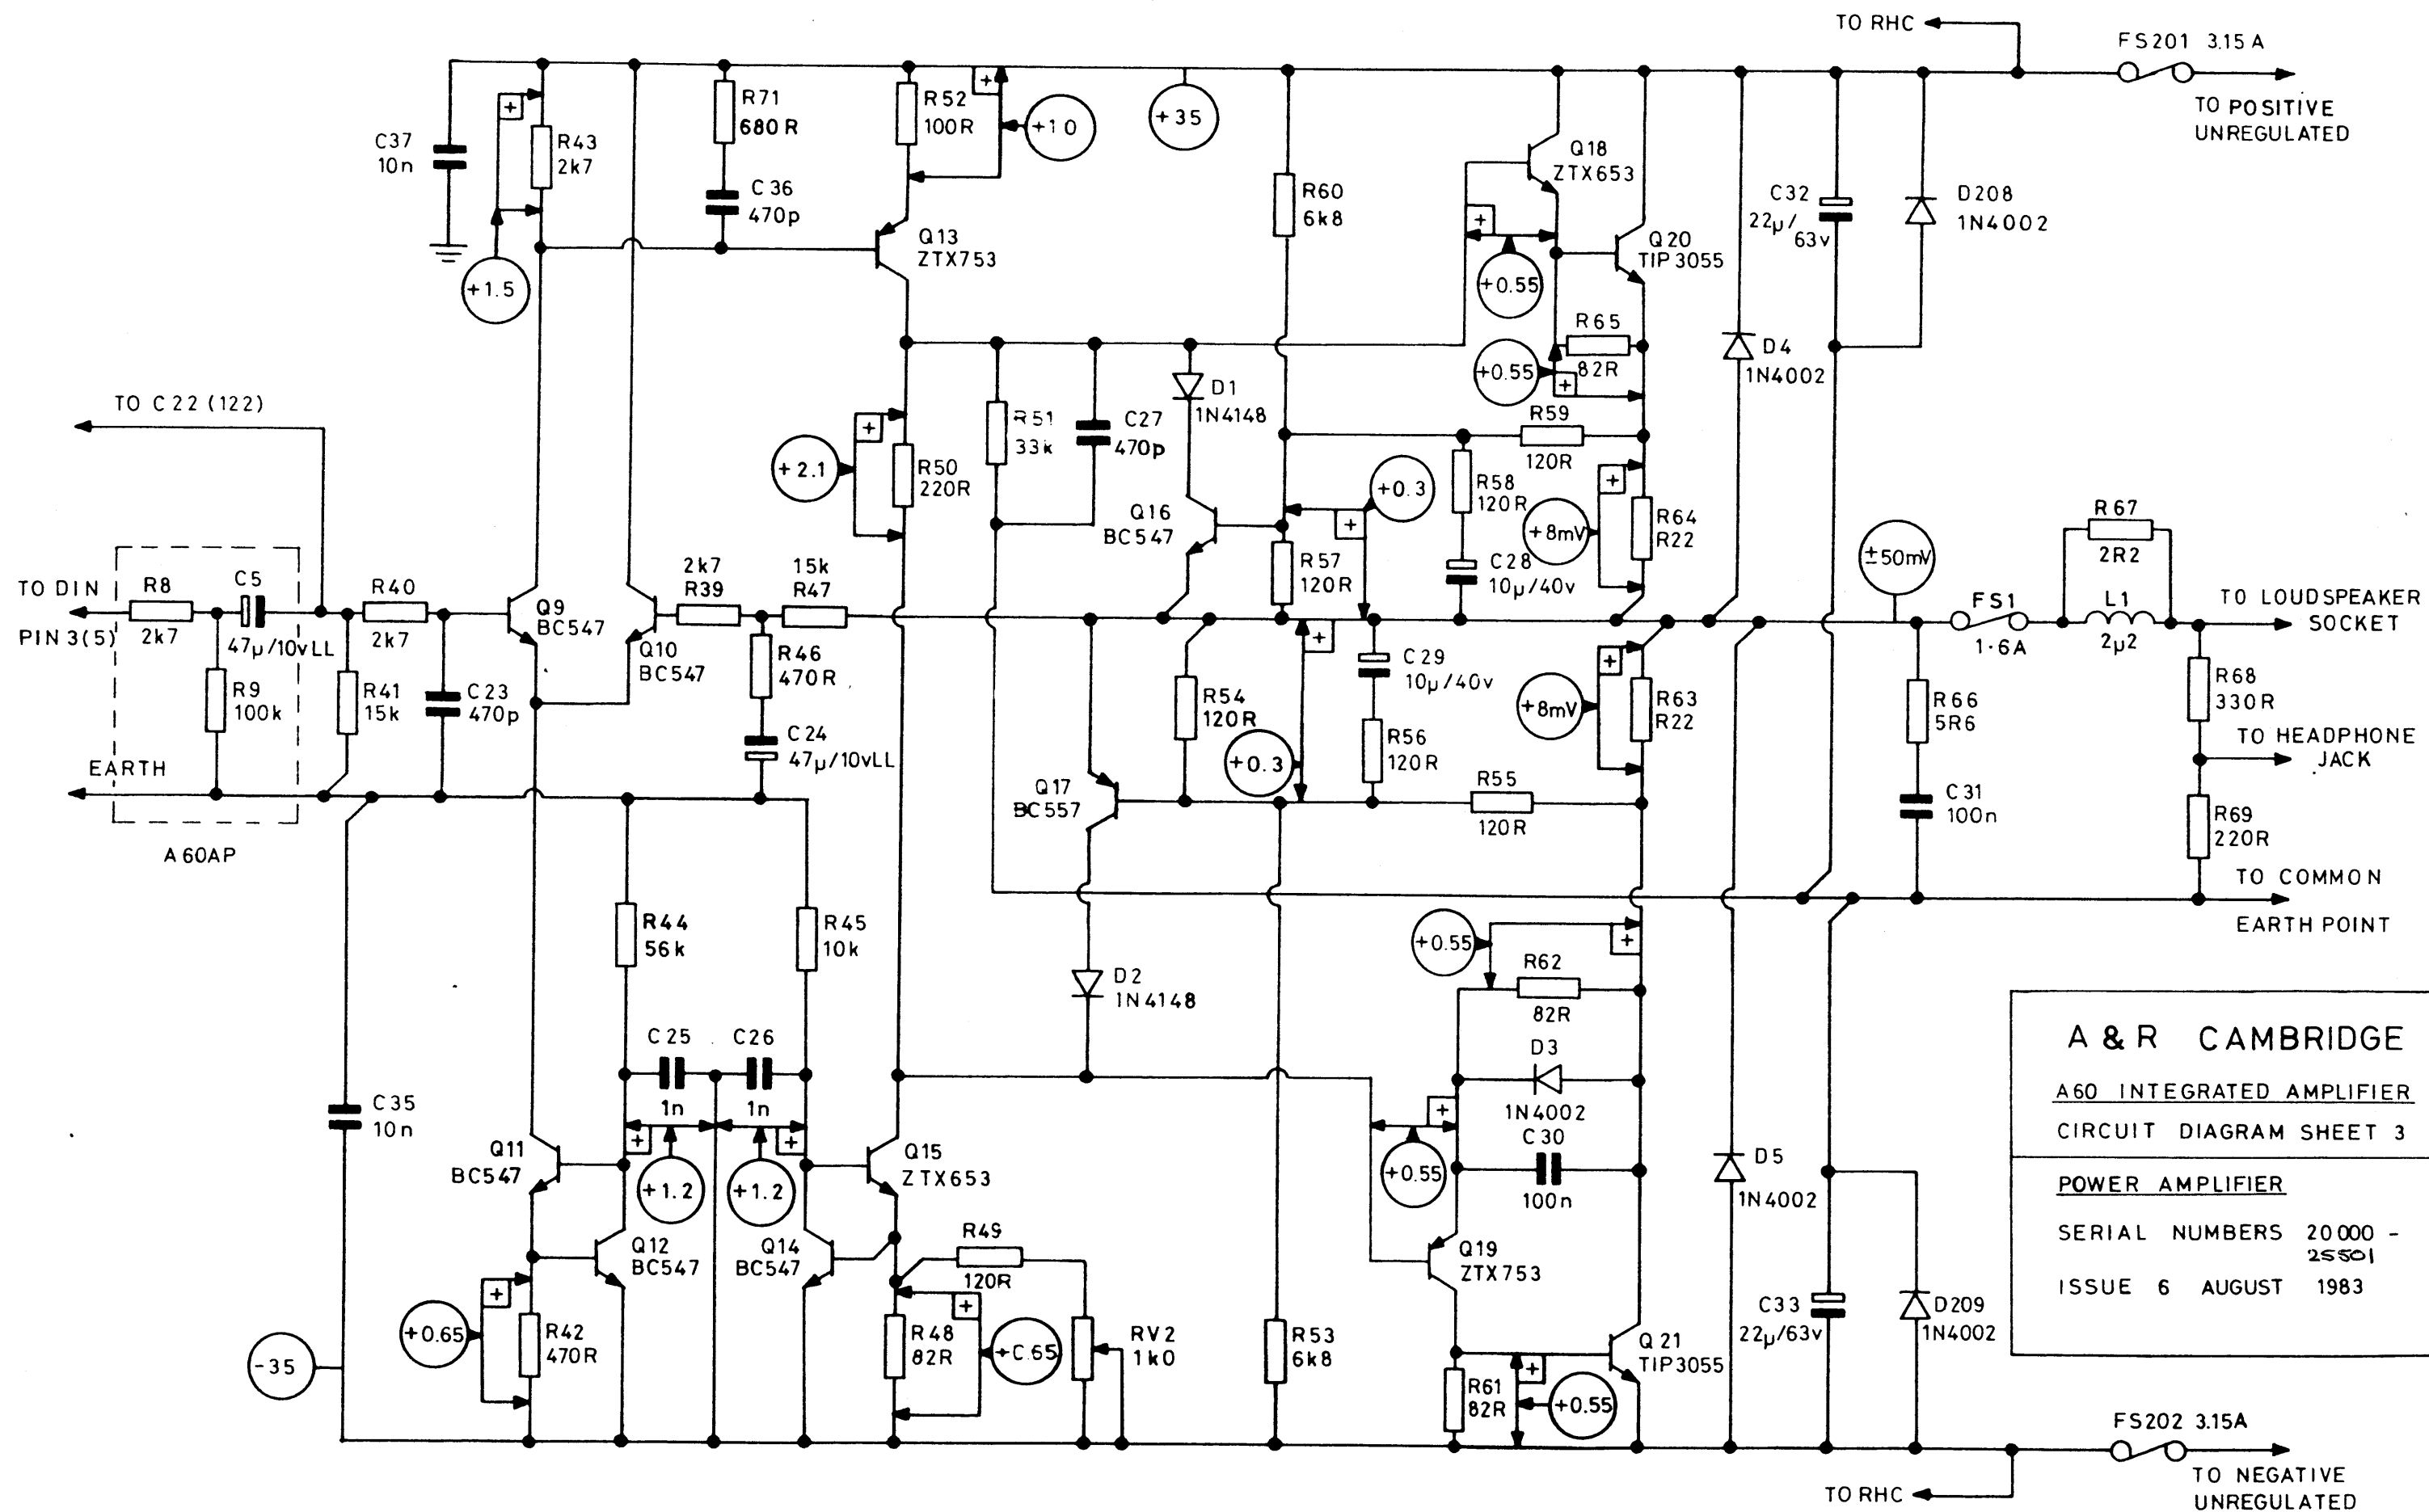 TO RHC
FS201 3.15A
TO POSITIVE
UNREGULATED
C37
10n
R43
2k7
R71
680R
R52
100R
+10
+35
C36
470p
Q13
ZTX753
+1.5
R60
6k8
Q18
ZTX653
+0.55
Q20
TIP3055
C32
22µ/
63v
D208
1N4002
R65
82R
+0.55
D4
1N4002
TO C22 (122)
+2.1
R50
220R
R51
33k
C27
470p
D1
1N4148
R59
120R
R58
120R
+0.3
Q16
BC547
R57
120R
C28
10µ/40v
+8mV
R64
R22
±50mV
R67
2R2
TO DIN
PIN 3(5)
R8
2k7
C5
47µ/10vLL
R40
2k7
Q9
BC547
2k7
R39
15k
R47
Q10
BC547
FS1
1.6A
L1
2µ2
TO LOUDSPEAKER
SOCKET
R9
100k
R41
15k
C23
470p
R46
470R
C24
47µ/10vLL
R54
120R
+0.3
C29
10µ/40v
R56
120R
+8mV
R63
R22
R66
5R6
R68
330R
TO HEADPHONE
JACK
EARTH
A60AP
Q17
BC557
R55
120R
C31
100n
R69
220R
TO COMMON
EARTH POINT
R44
56k
R45
10k
D2
1N4148
+0.55
R62
82R
D3
1N4002
C30
100n
C35
10n
C25
1n
C26
1n
Q11
BC547
+1.2
+1.2
Q15
ZTX653
+0.55
D5
1N4002
Q12
BC547
Q14
BC547
R49
120R
Q19
ZTX753
+0.65
R42
470R
R48
82R
+C.65
RV2
1k0
R53
6k8
C33
22µ/63v
D209
1N4002
-35
R61
82R
+0.55
Q21
TIP3055
A & R CAMBRIDGE
A60 INTEGRATED AMPLIFIER
CIRCUIT DIAGRAM SHEET 3
POWER AMPLIFIER
SERIAL NUMBERS 20000 -
25501
ISSUE 6 AUGUST 1983
FS202 3.15A
TO NEGATIVE
UNREGULATED
TO RHC